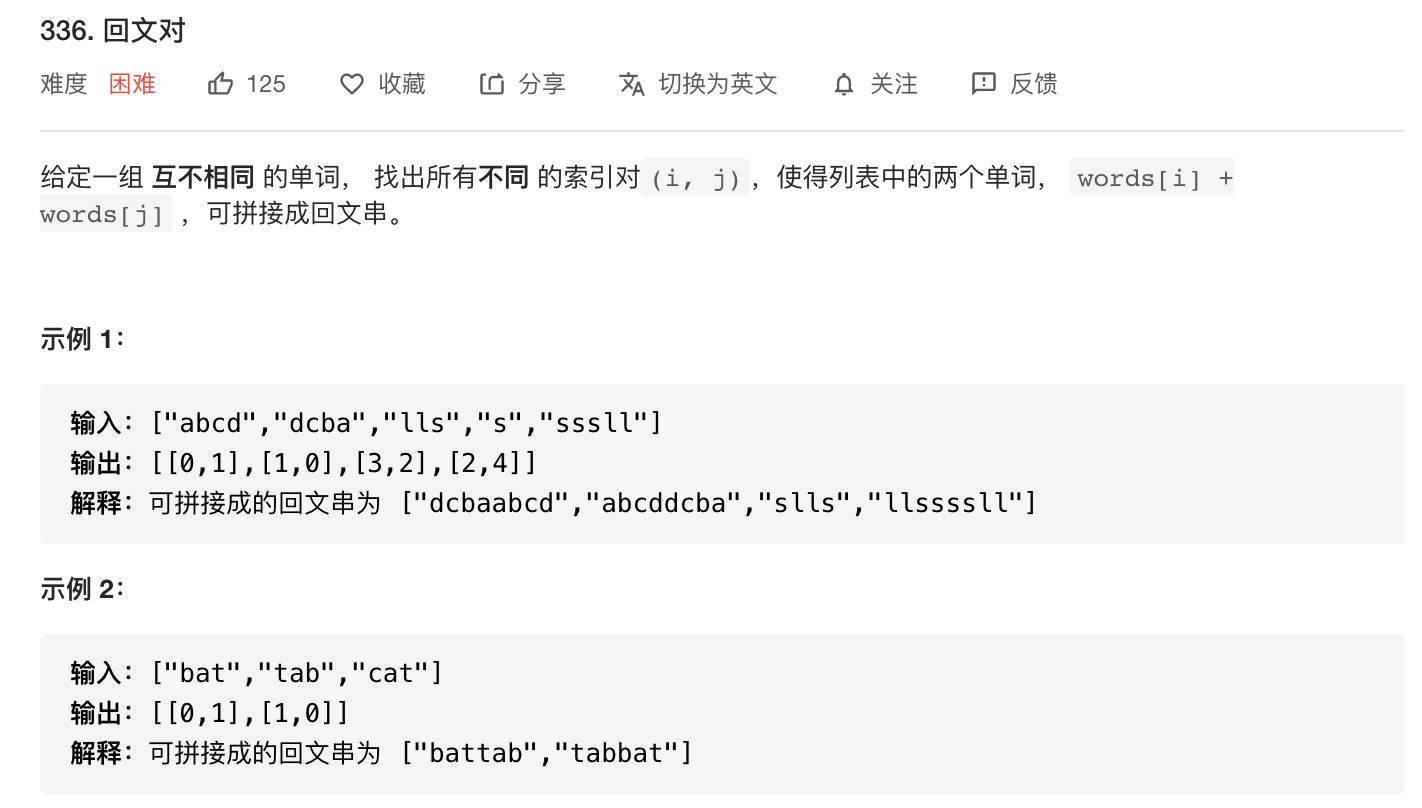 336. 回文对
难度 困难 125 收藏 分享 切换为英文 关注 反馈
给定一组 互不相同 的单词， 找出所有不同 的索引对(i, j)，使得列表中的两个单词， words[i] +
words[j] ，可拼接成回文串。
示例 1：
输入：["abcd","dcba","lls","s","sssll"]
输出：[[0,1],[1,0],[3,2],[2,4]]
解释：可拼接成的回文串为 ["dcbaabcd","abcddcba","slls","llssssll"]
示例 2：
输入：["bat","tab","cat"]
输出：[[0,1],[1,0]]
解释：可拼接成的回文串为 ["battab","tabbat"]